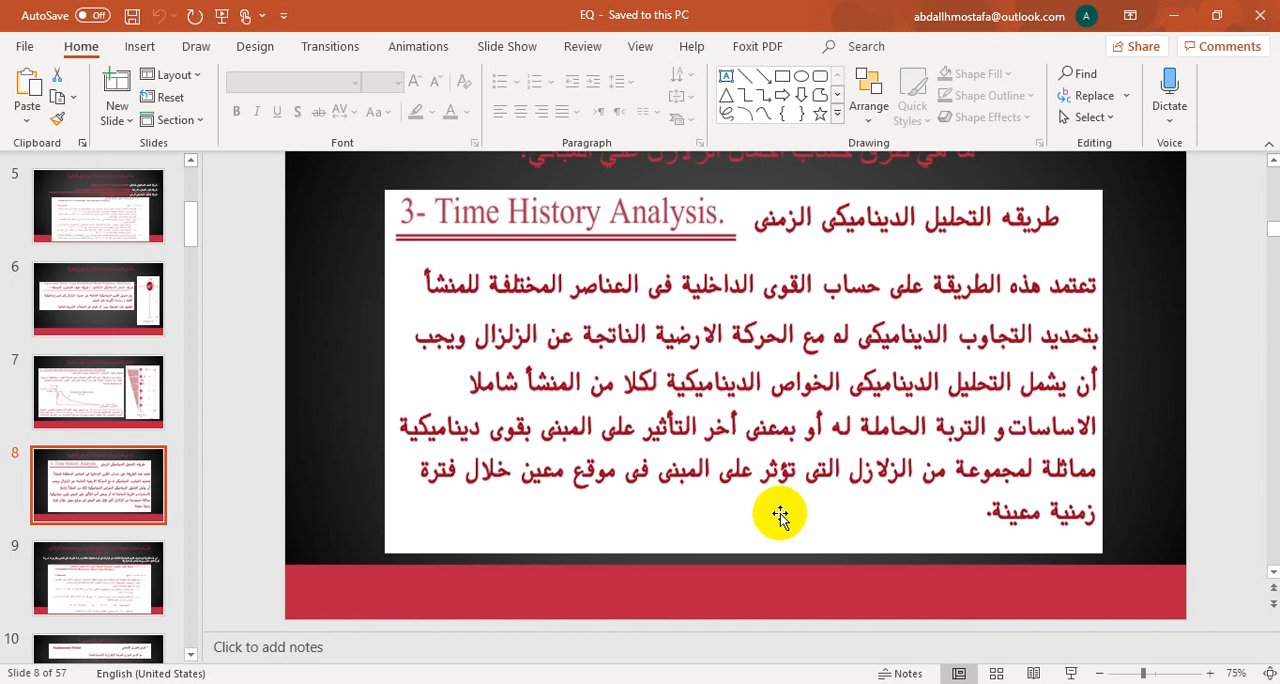 AutoSave Off
EQ - Saved to this PC
abdallhmostafa@outlook.com A
File Home Insert Draw Design Transitions Animations Slide Show Review View Help Foxit PDF Search Share Comments
Paste
Clipboard
New Slide
Layout
Reset
Section
Slides
Font
Paragraph
Arrange
Quick Styles
Shape Fill
Shape Outline
Shape Effects
Drawing
Find
Replace
Select
Editing
Dictate
Voice
5
6
7
8
9
10
3- Time History Analysis. طريقه التحليل الديناميكى الزمنى
تعتمد هذه الطريقة على حساب القوى الداخلية فى العناصر المختلفة للمنشأ
بتحديد التجاوب الديناميكى له مع الحركة الارضية الناتجة عن الزلزال ويجب
أن يشمل التحليل الديناميكى الخواص الديناميكية لكلا من المنشأ شاملا
الاساسات و التربة الحاملة له أو بمعنى أخر التأثير على المبنى بقوى ديناميكية
مماثلة لمجموعة من الزلازل التى تؤثر على المبنى فى موقع معين خلال فترة
زمنية معينة.
Click to add notes
Slide 8 of 57
English (United States)
Notes
75%